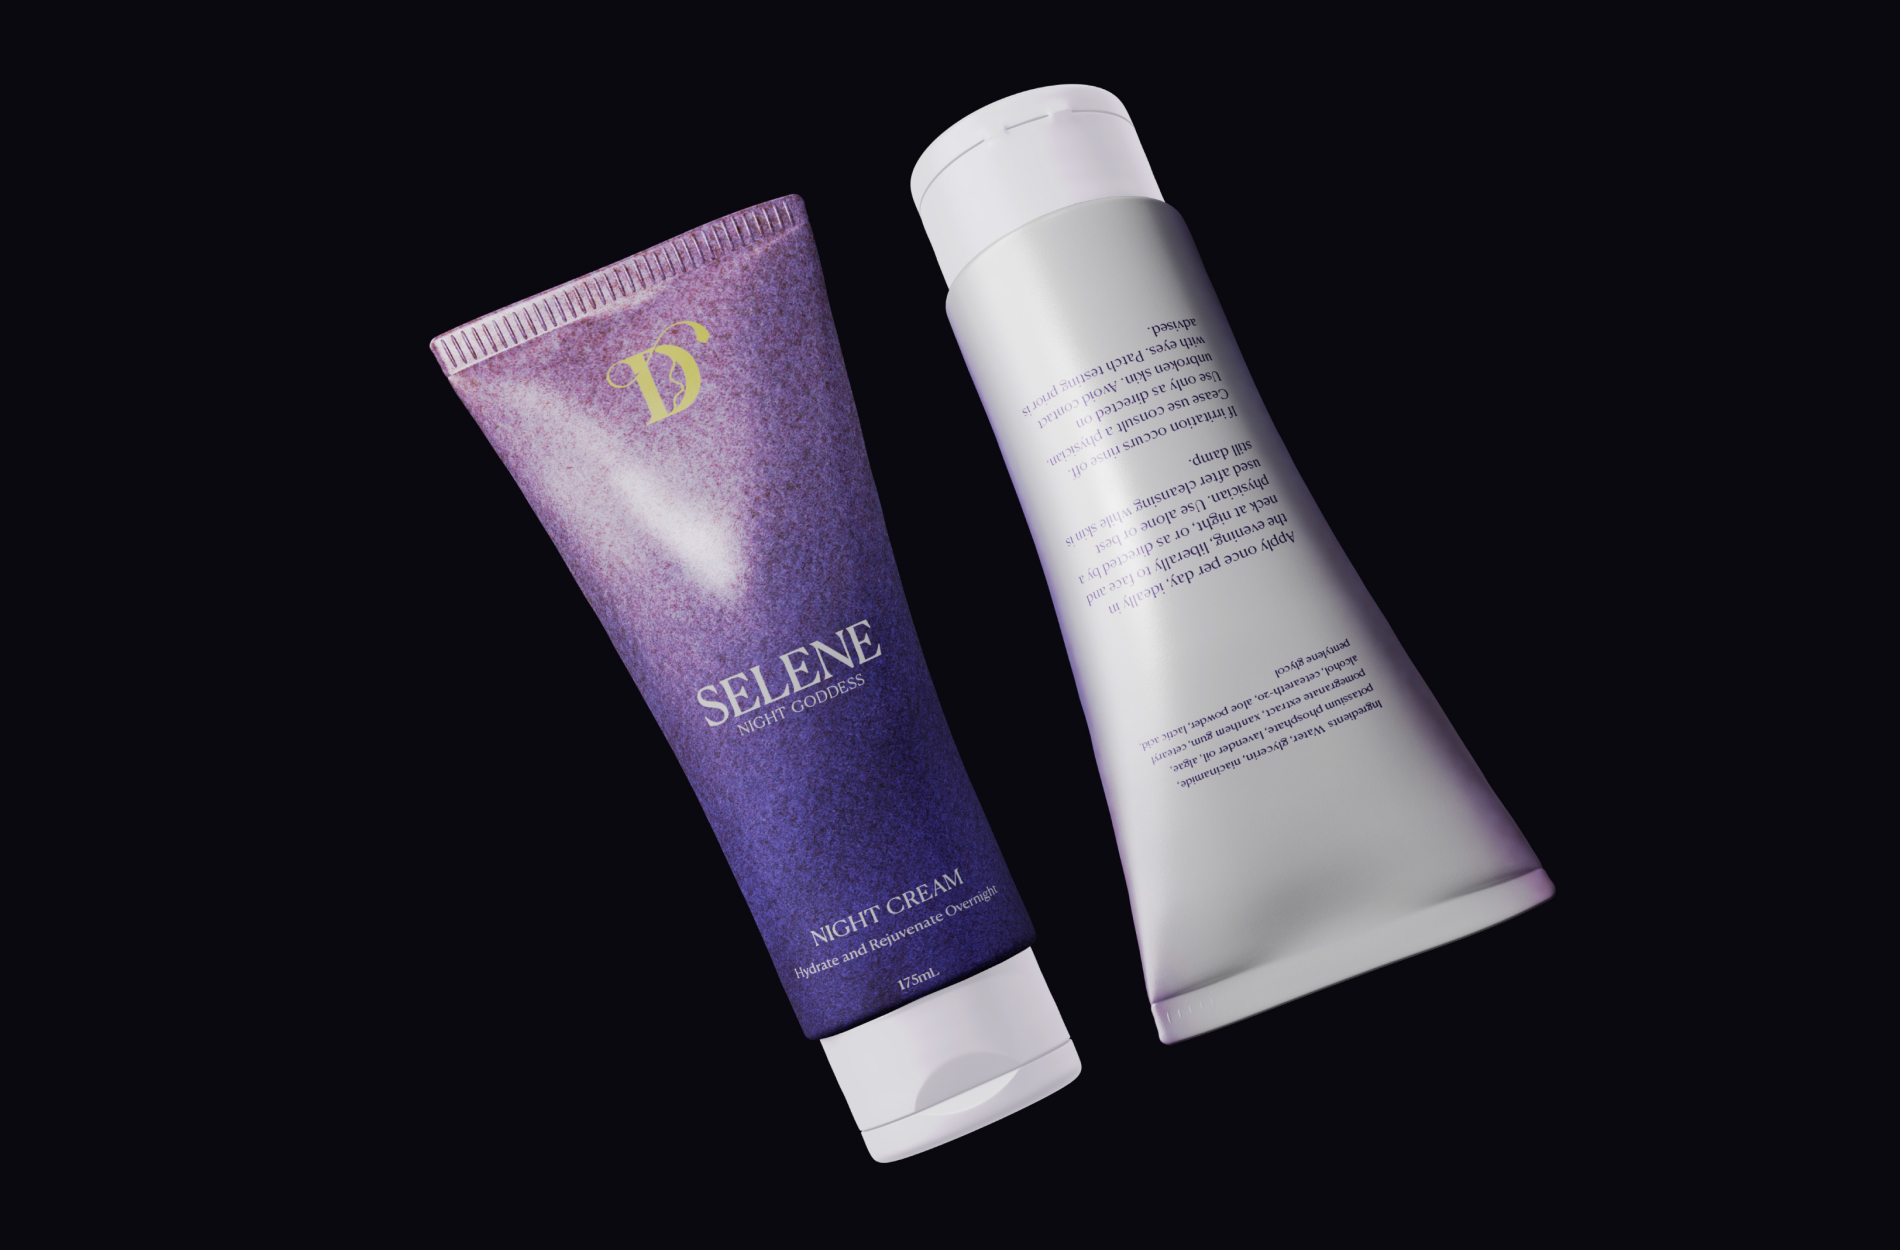 D
SELENE
NIGHT GODDESS
NIGHT CREAM
Hydrate and Rejuvenate Overnight
175mL
Ingredients Water, glycerin, niacinamide,
potassium phosphate, lavender oil, algae,
pomegranate extract, xanthem gum, cetearyl
alcohol, ceteareth-20, aloe powder, lactic acid,
pentylene glycol
Apply once per day, ideally in
the evening, liberally to face and
neck at night, or as directed by a
physician. Use alone or best
used after cleansing while skin is
still damp.
If irritation occurs rinse off.
Cease use consult a physician.
Use only as directed on
unbroken skin. Avoid contact
with eyes. Patch testing prior is
advised.